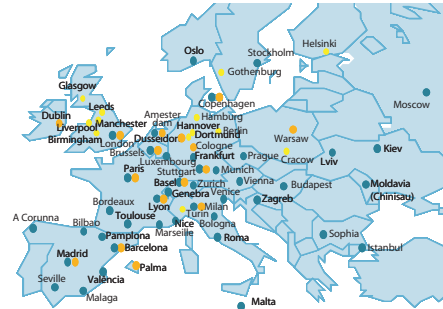 Helsinki
Oslo
Stockholm
Gothenburg
Glasgow
Moscow
Copenhagen
Leeds
Dublin
Amester
dam
Hamburg
Manchester
Hannover
Berlin
Liverpool
Dusseldorf
Dortmund
Warsaw
Birmingham
London
Cologne
Kiev
Brussels
Frankfurt
Prague
Cracow
Lviv
Luxembourg
Paris
Stuttgart
Munich
Basel
Zurich
Vienna
Budapest
Moldavia
(Chinisau)
Genebra
Venice
Zagreb
Bordeaux
Lyon
Milan
Turin
A Corunna
Bilbao
Toulouse
Nice
Bologna
Marseille
Pamplona
Roma
Sophia
Madrid
Barcelona
Istanbul
Palma
Seville
València
Malaga
Malta